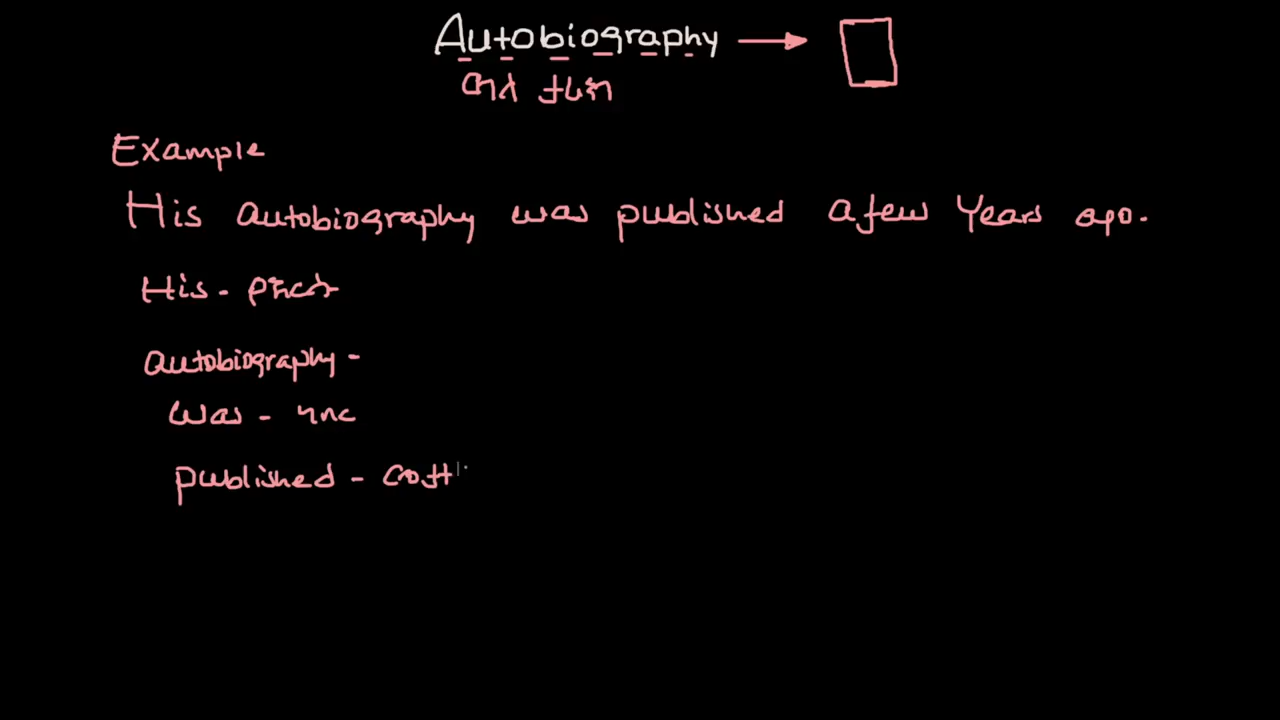 Autobiography
Example
His autobiography was published a few years ago.
His -
autobiography -
was -
published -